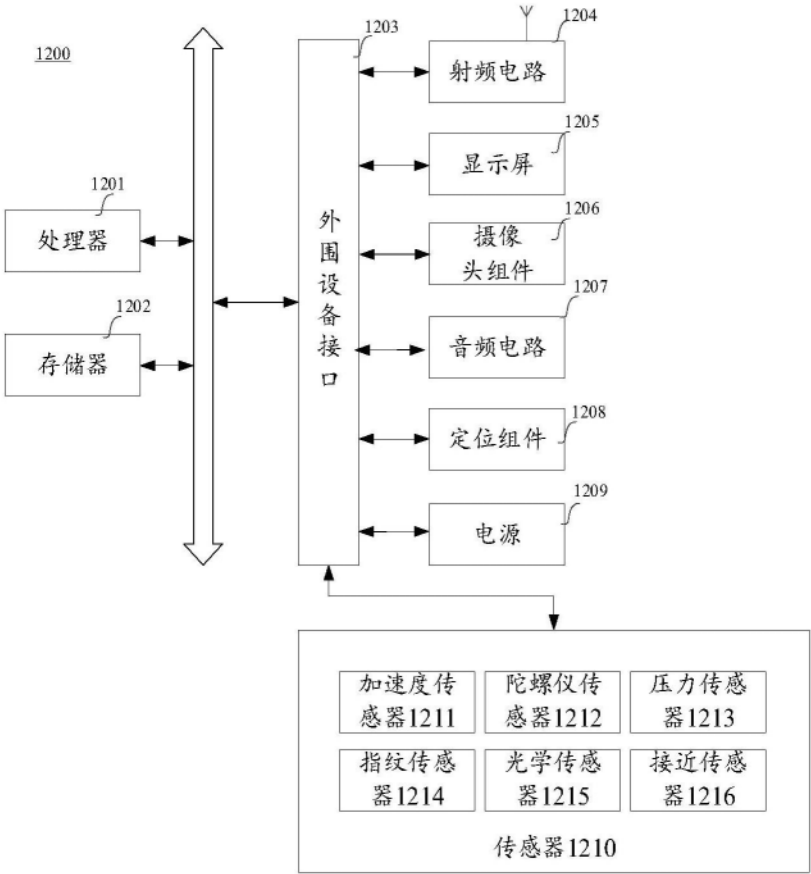 1200
1201
处理器
1202
存储器
1203
外
围
设
备
接
口
1204
射频电路
1205
显示屏
1206
摄像
头组件
1207
音频电路
1208
定位组件
1209
电源
加速度传
感器1211
陀螺仪传
感器1212
压力传感
器1213
指纹传感
器1214
光学传感
器1215
接近传感
器1216
传感器1210